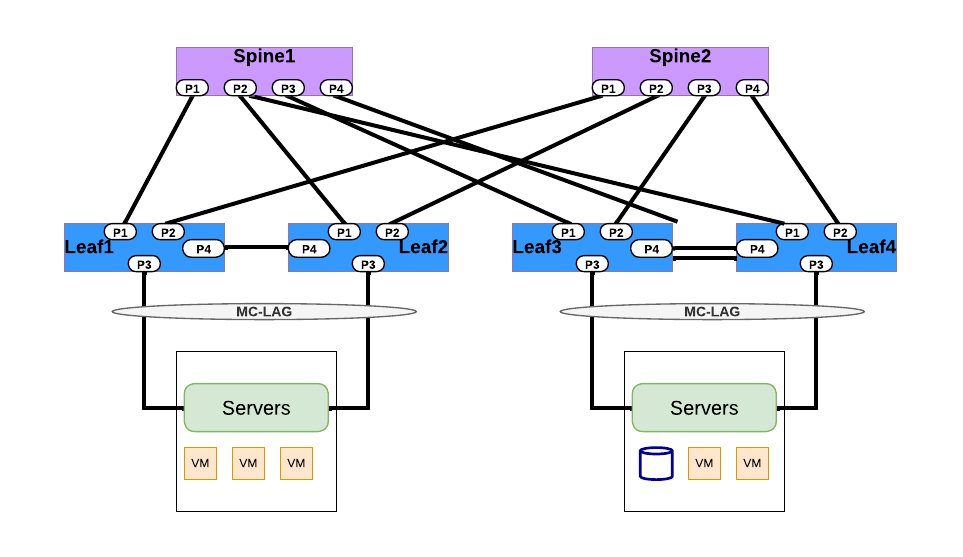 Spine1
P1 P2 P3 P4
Spine2
P1 P2 P3 P4
Leaf1
P1 P2
P4
P3
Leaf2
P1 P2
P4
P3
Leaf3
P1 P2
P4
P3
Leaf4
P1 P2
P4
P3
MC-LAG
MC-LAG
Servers
VM VM VM
Servers
VM VM